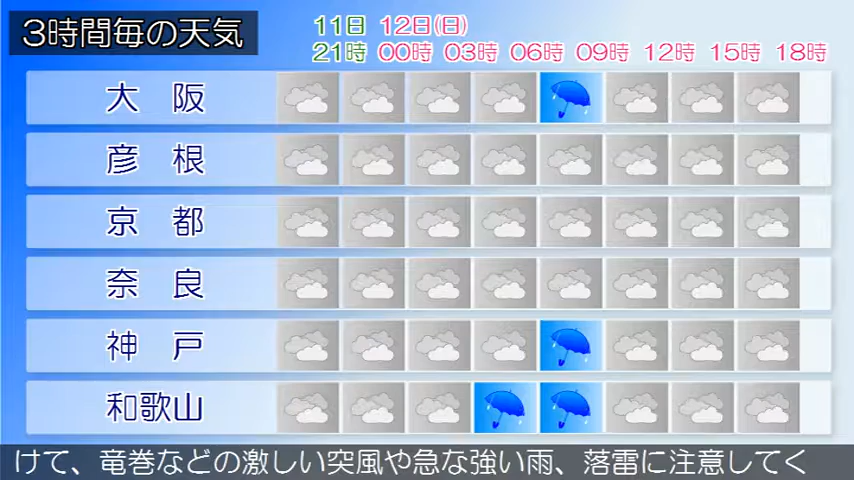 3時間毎の天気
11日 12日(日)
21時 00時 03時 06時 09時 12時 15時 18時
大 阪
彦 根
京 都
奈 良
神 戸
和歌山
けて、竜巻などの激しい突風や急な強い雨、落雷に注意してく